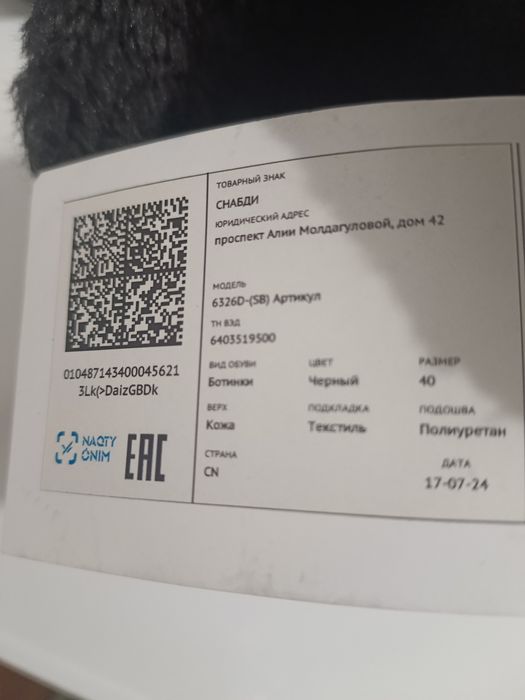 ТОВАРНЫЙ ЗНАК
СНАБДИ
ЮРИДИЧЕСКИЙ АДРЕС
проспект Алии Молдагуловой, дом 42
МОДЕЛЬ
6326D-(SB) Артикул
ТН ВЭД
6403519500
ВИД ОБУВИ ЦВЕТ РАЗМЕР
Ботинки Черный 40
ВЕРХ ПОДКЛАДКА ПОДОШВА
Кожа Текстиль Полиуретан
СТРАНА ДАТА
CN 17-07-24
010487143400045621
3Lk(>DaizGBDk
NAQTY
ÓNIM
EAC